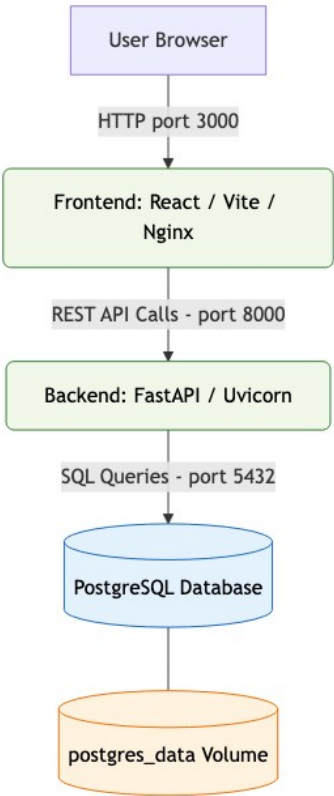 User Browser
HTTP port 3000
Frontend: React / Vite /
Nginx
REST API Calls - port 8000
Backend: FastAPI / Uvicorn
SQL Queries - port 5432
PostgreSQL Database
postgres_data Volume